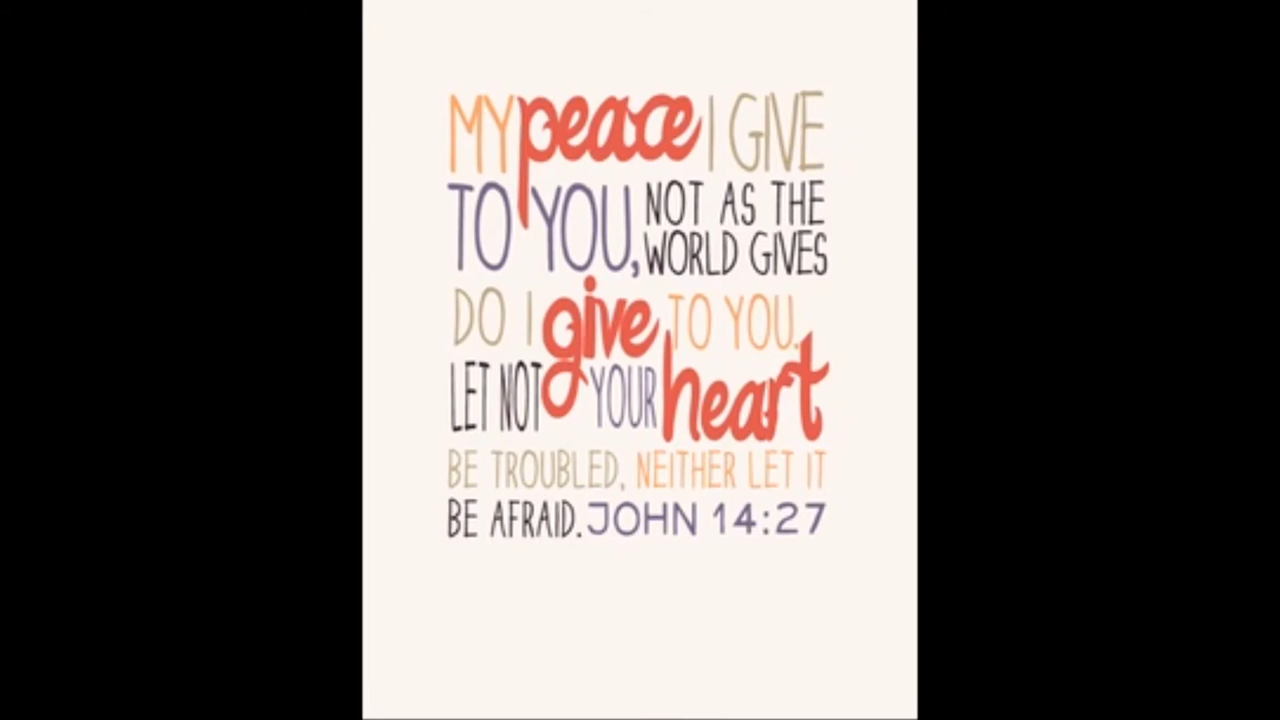 MY peace I GIVE
TO YOU, NOT AS THE
WORLD GIVES
DO I give TO YOU.
LET NOT YOUR heart
BE TROUBLED, NEITHER LET IT
BE AFRAID. JOHN 14:27